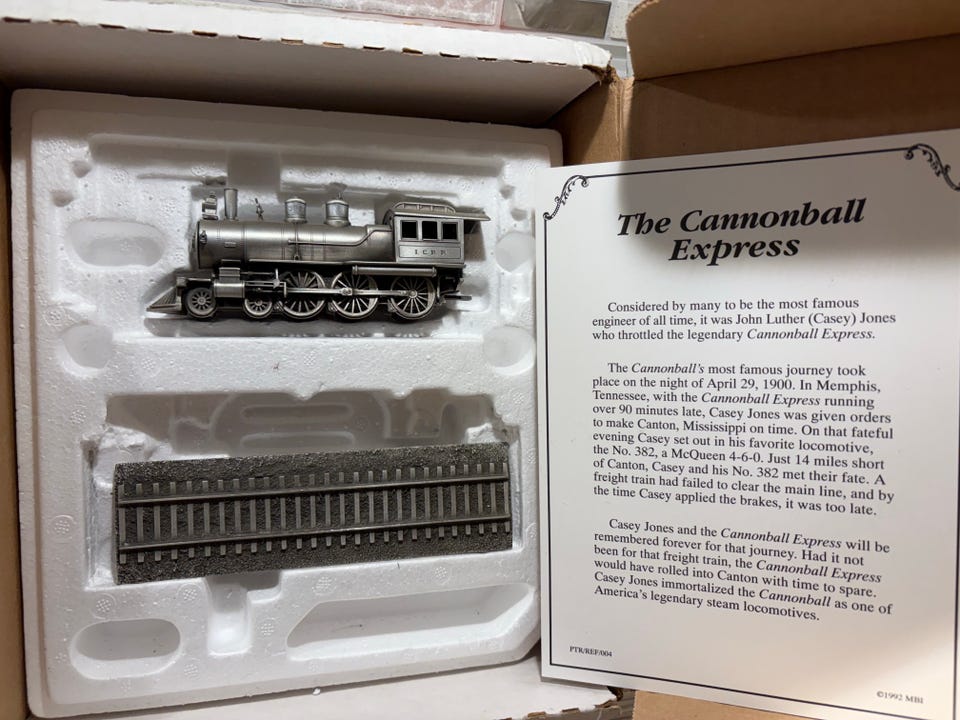 I.C.R.R.
The Cannonball
Express
Considered by many to be the most famous
engineer of all time, it was John Luther (Casey) Jones
who throttled the legendary Cannonball Express.
The Cannonball's most famous journey took
place on the night of April 29, 1900. In Memphis,
Tennessee, with the Cannonball Express running
over 90 minutes late, Casey Jones was given orders
to make Canton, Mississippi on time. On that fateful
evening Casey set out in his favorite locomotive,
the No. 382, a McQueen 4-6-0. Just 14 miles short
of Canton, Casey and his No. 382 met their fate. A
freight train had failed to clear the main line, and by
the time Casey applied the brakes, it was too late.
Casey Jones and the Cannonball Express will be
remembered forever for that journey. Had it not
been for that freight train, the Cannonball Express
would have rolled into Canton with time to spare.
Casey Jones immortalized the Cannonball as one of
America's legendary steam locomotives.
PTR/REF/004
©1992 MBI